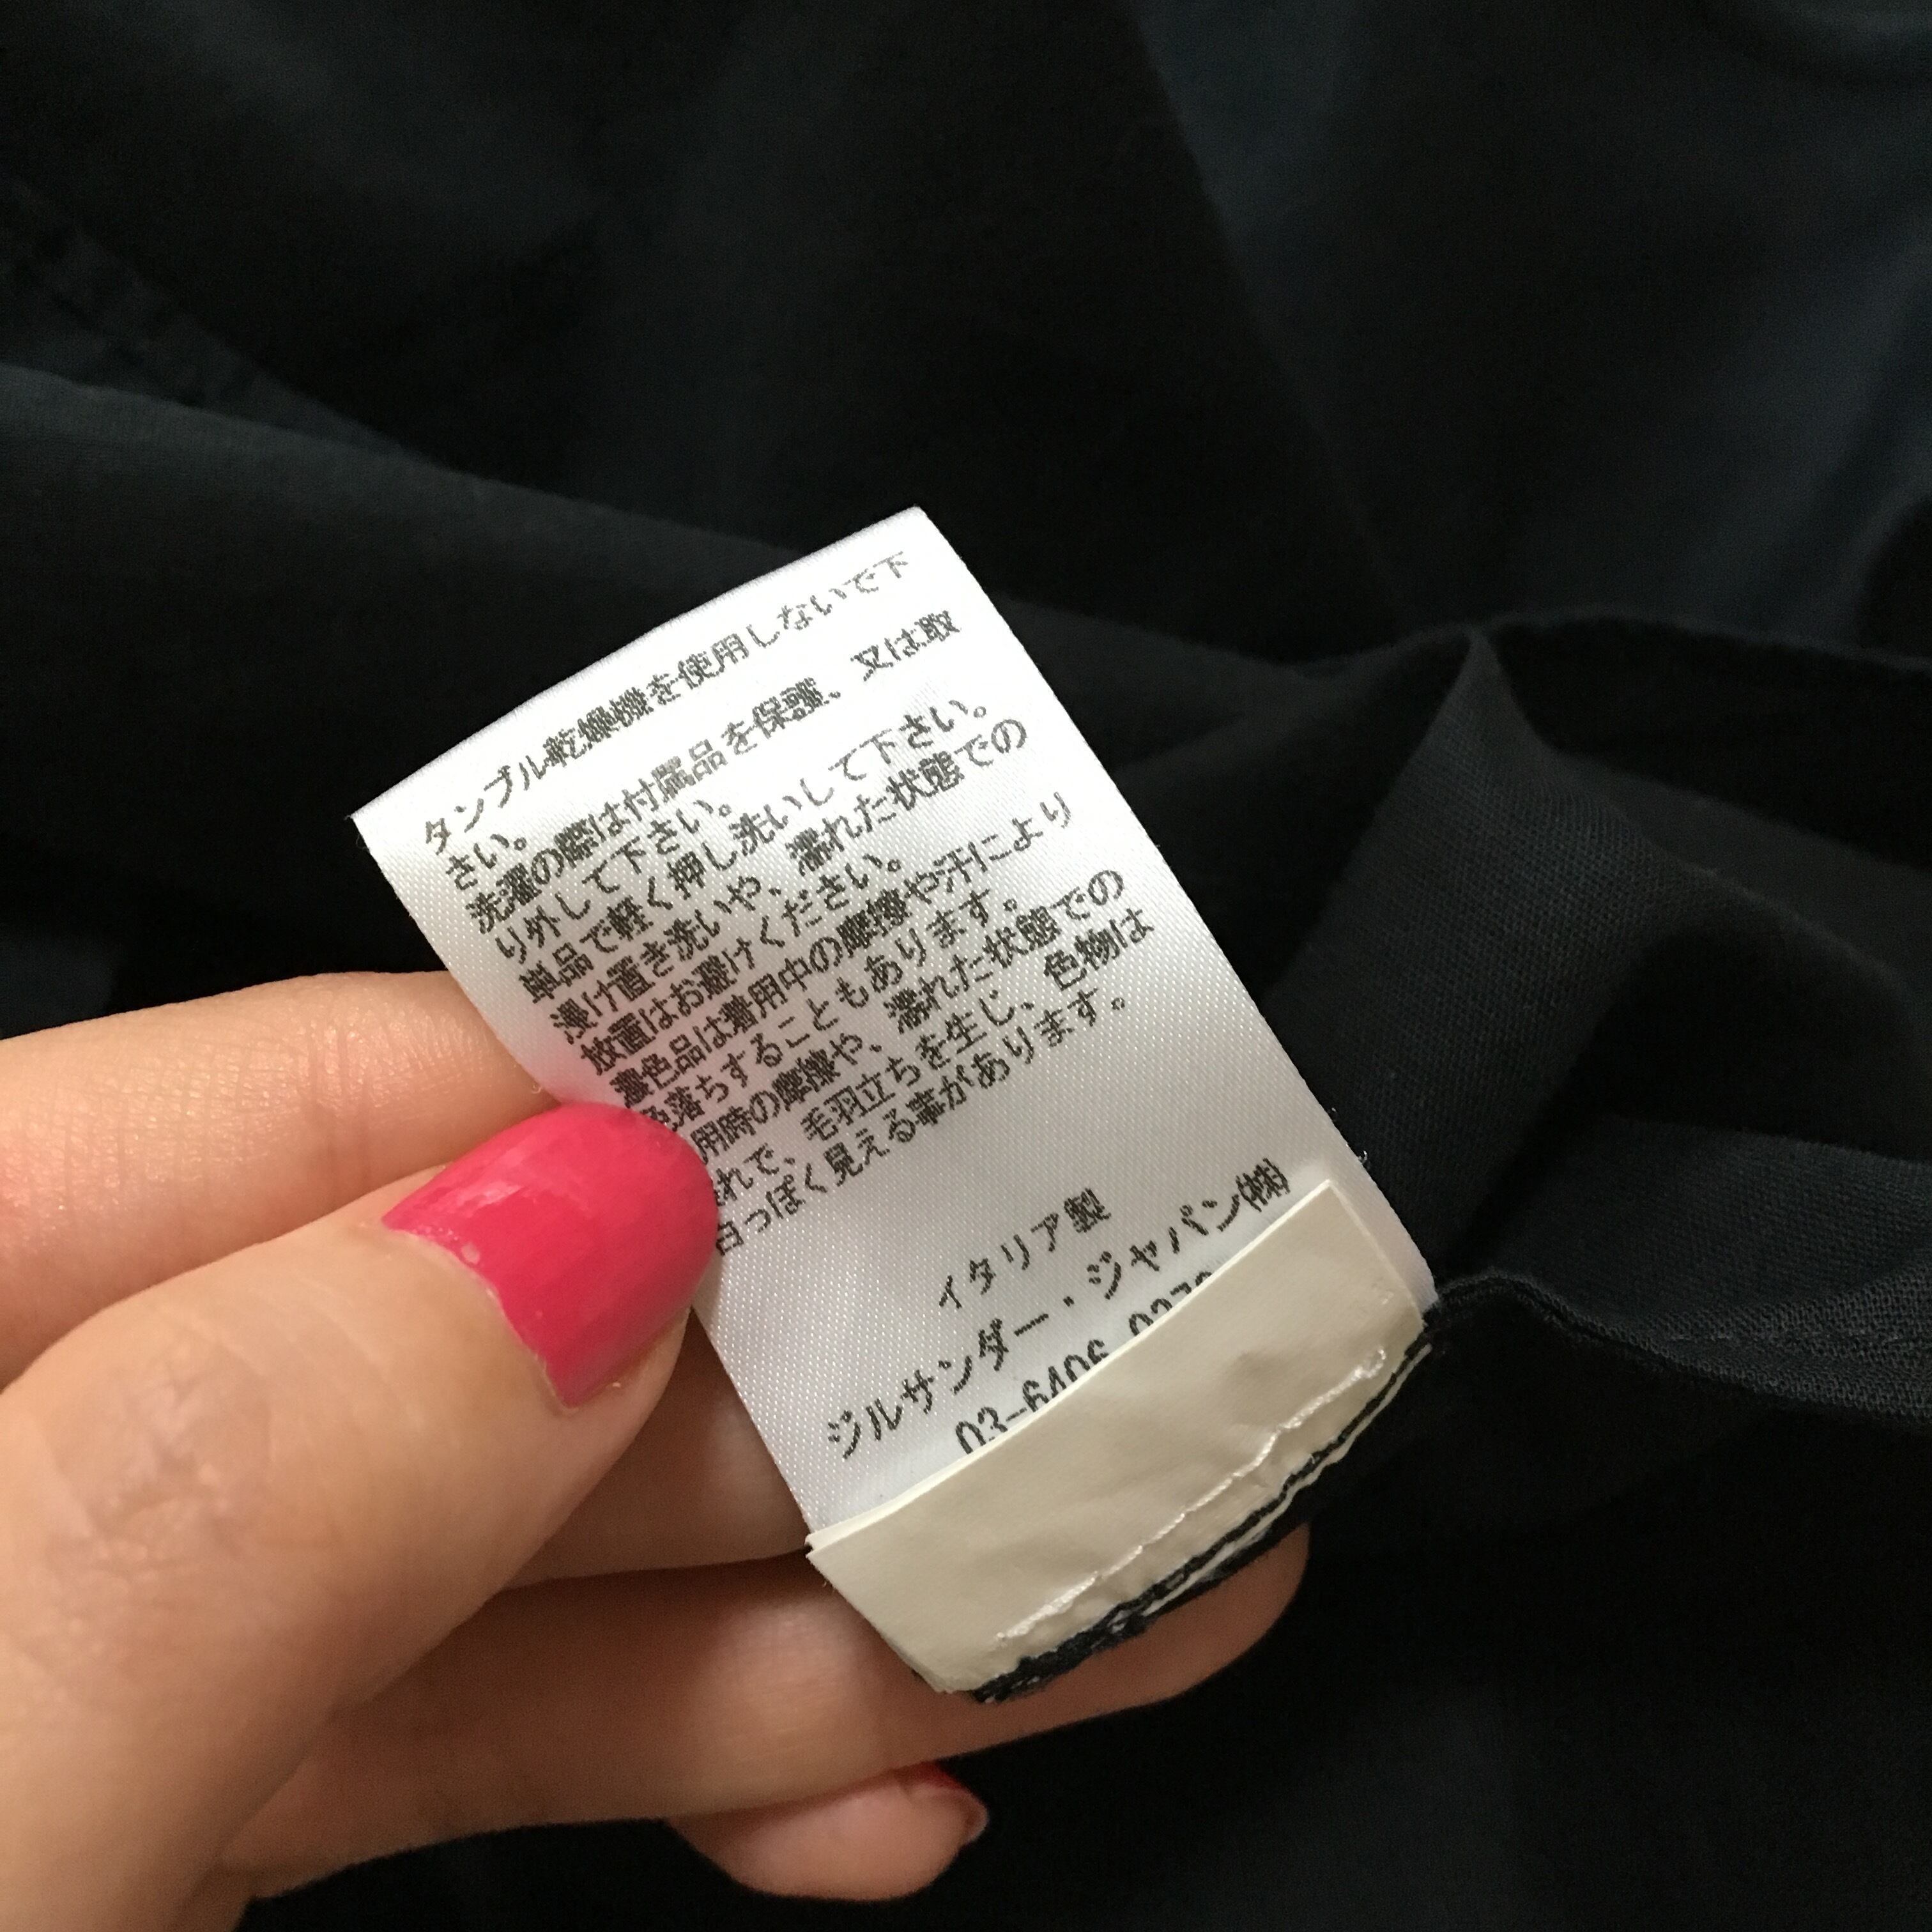 タンブル乾燥機を使用しないで下
さい。
洗濯の際は付属品を保護、又は取
り外して下さい。
単品で軽く押し洗いして下さい。
浸け置き洗いや、濡れた状態での
放置はお避けください。
濃色品は着用中の摩擦や汗により
色落ちすることもあります。
用時の摩擦や、濡れた状態での
れで、毛羽立ちを生じ、色物は
白っぽく見える事があります。
イタリア製
ジルサンダー・ジャパン㈱
03-6406-